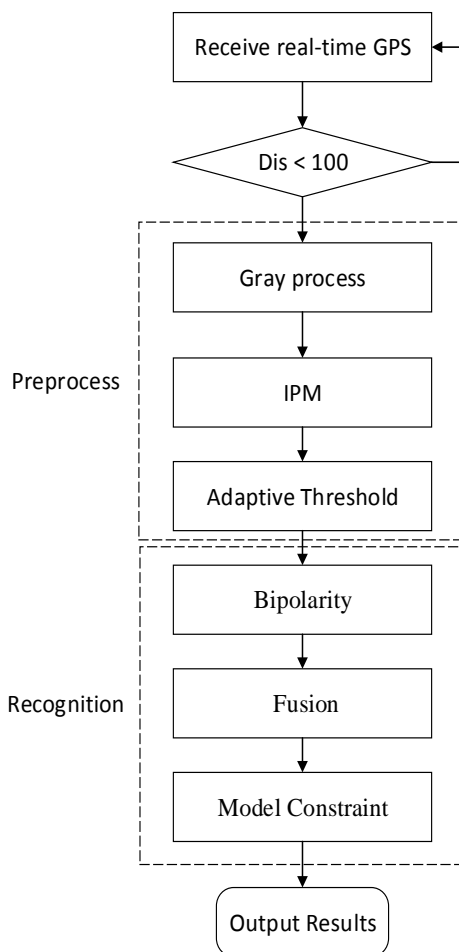 Receive real-time GPS
Dis < 100
Gray process
Preprocess
IPM
Adaptive Threshold
Bipolarity
Recognition
Fusion
Model Constraint
Output Results